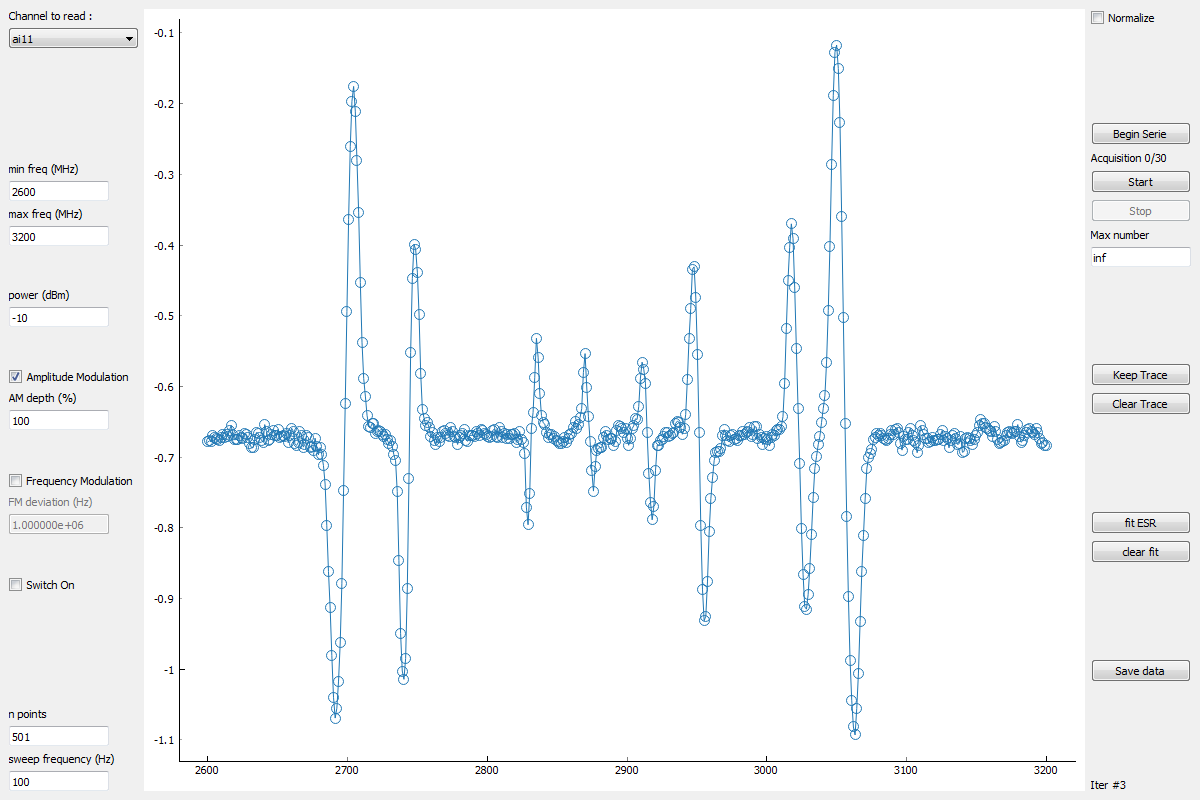 Channel to read :
ai11
min freq (MHz)
2600
max freq (MHz)
3200
power (dBm)
-10
Amplitude Modulation
AM depth (%)
100
Frequency Modulation
FM deviation (Hz)
1.000000e+06
Switch On
n points
501
sweep frequency (Hz)
100
-0.1
-0.2
-0.3
-0.4
-0.5
-0.6
-0.7
-0.8
-0.9
-1
-1.1
2600 2700 2800 2900 3000 3100 3200
Normalize
Begin Serie
Acquisition 0/30
Start
Stop
Max number
inf
Keep Trace
Clear Trace
fit ESR
clear fit
Save data
Iter #3